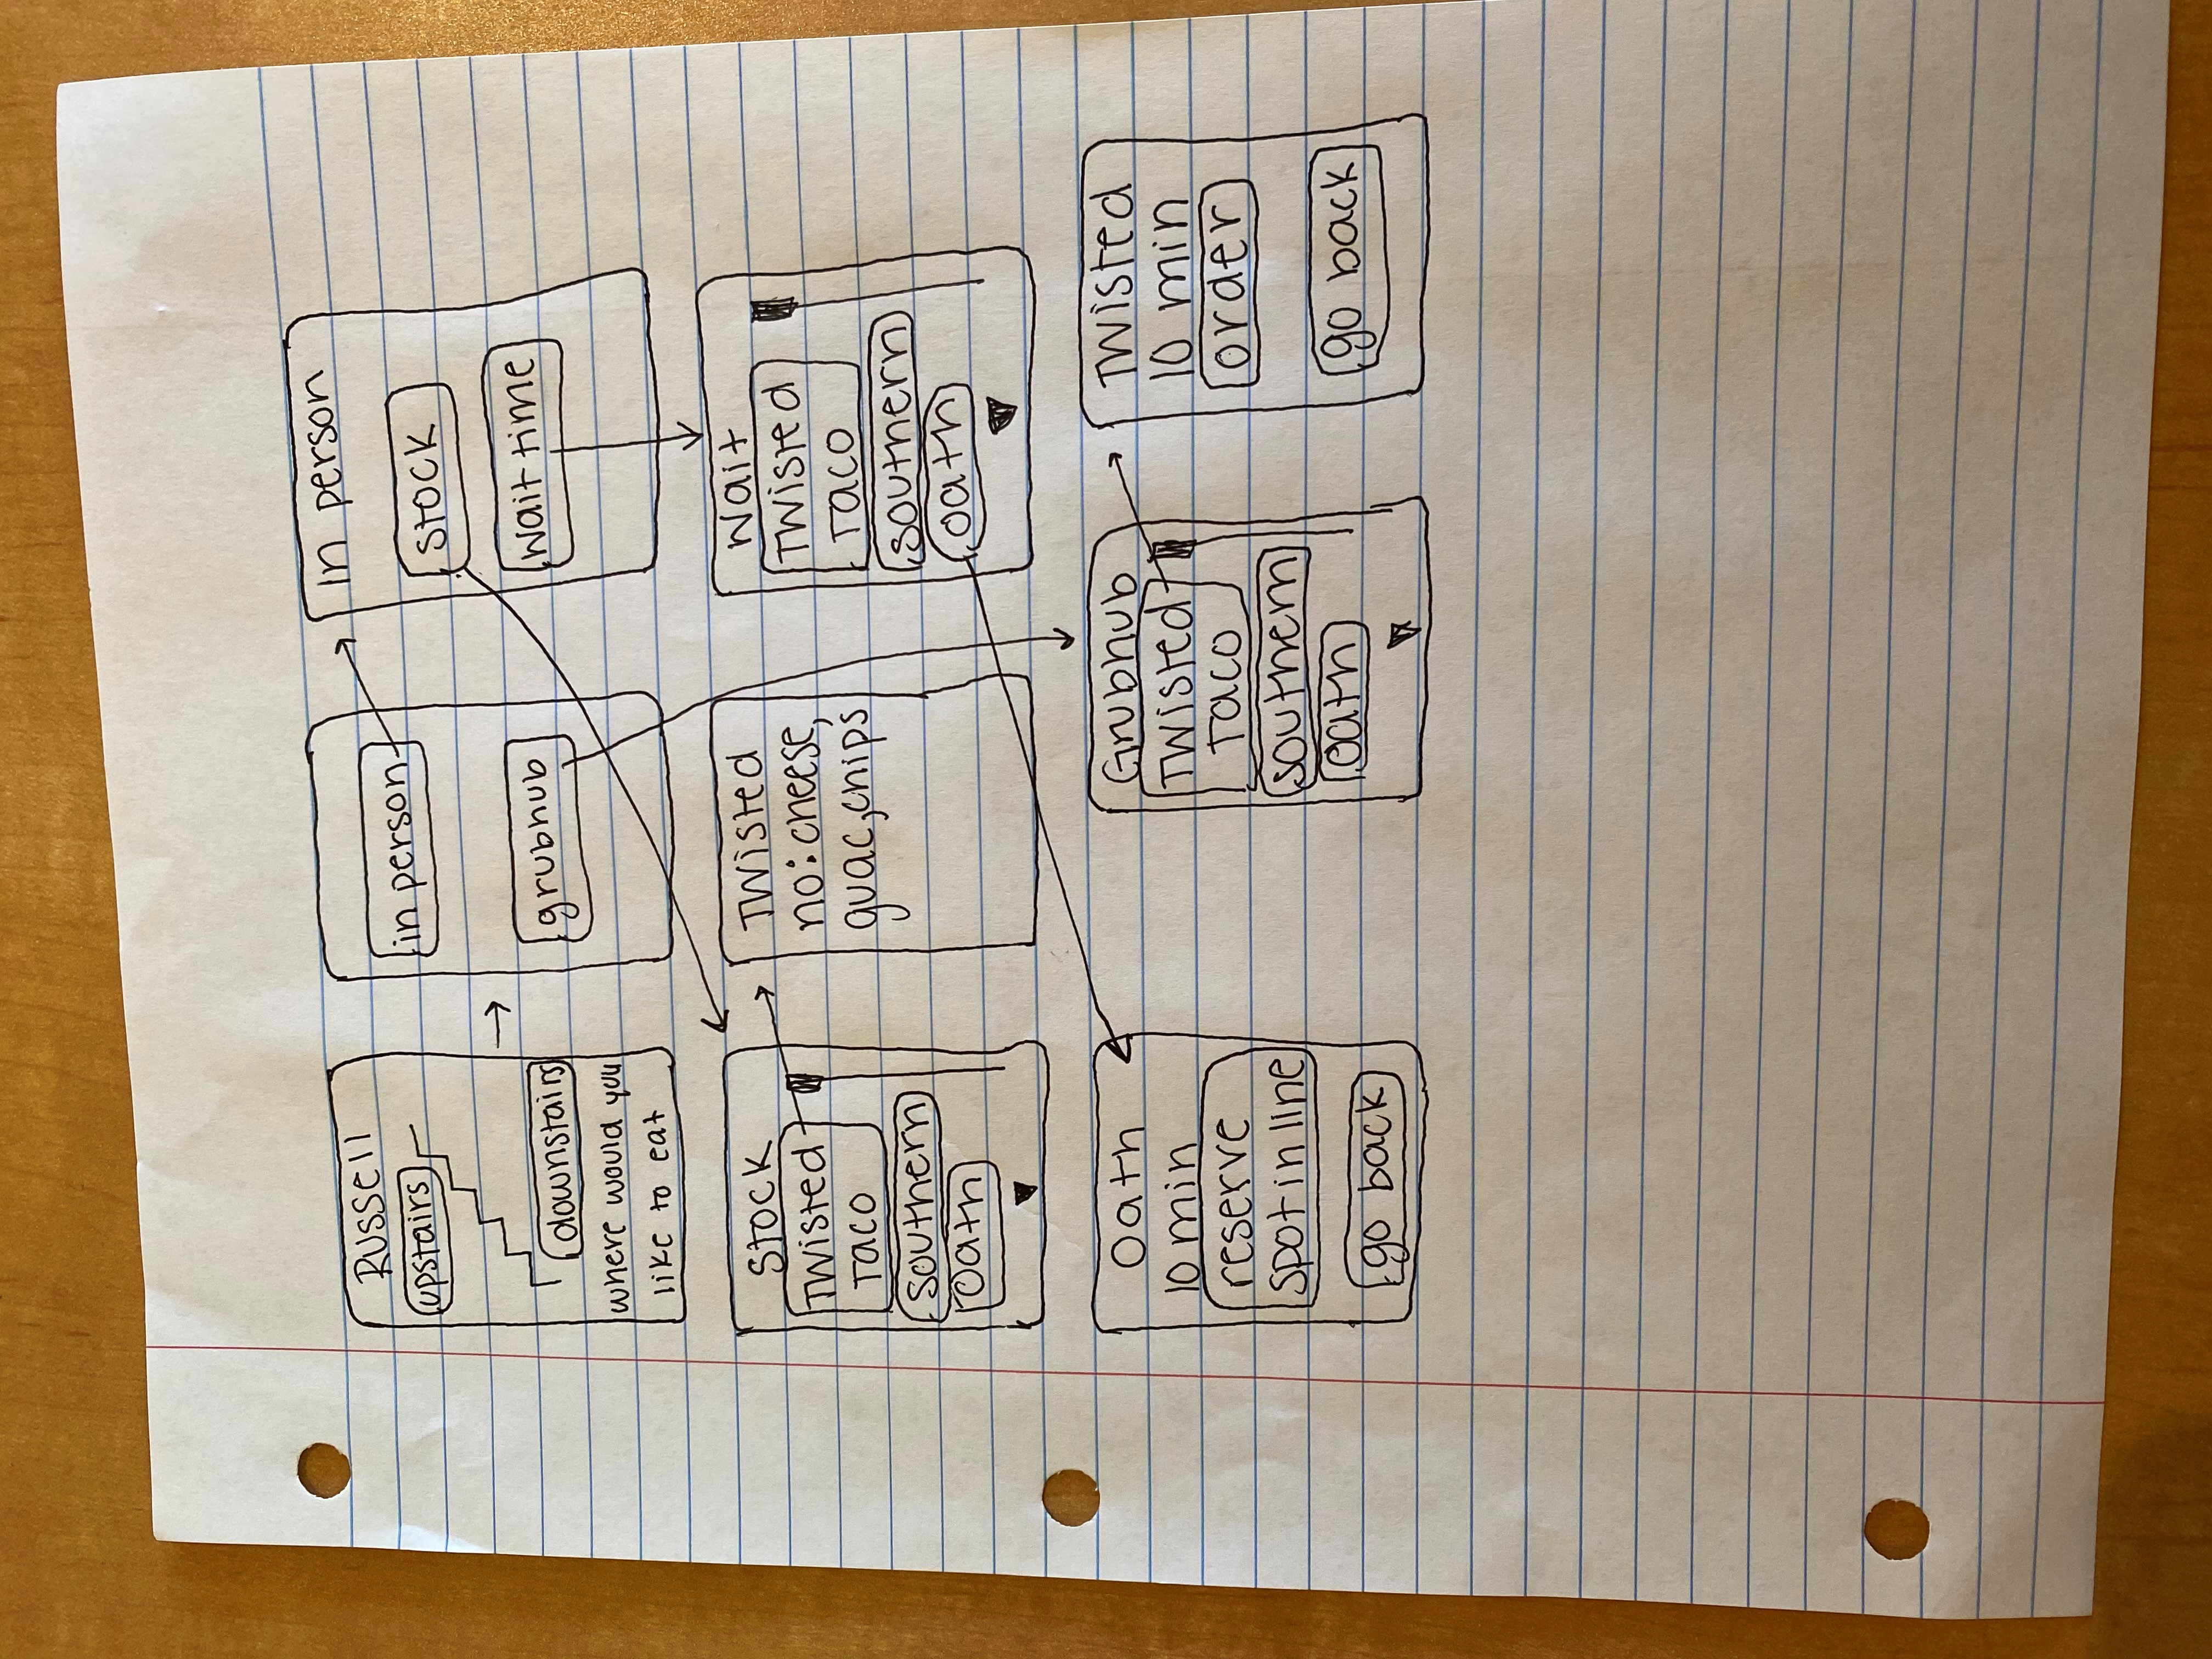 Russell
upstairs
downstairs
where would you
like to eat
in person
grubhub
in person
stock
wait time
Stock
Twisted
Taco
southern
oath
Twisted
no: cheese,
guac, chips
Wait
Twisted
Taco
southern
oath
Oath
10 min
reserve
spot in line
go back
Grubhub
Twisted
Taco
southern
oath
Twisted
10 min
order
go back